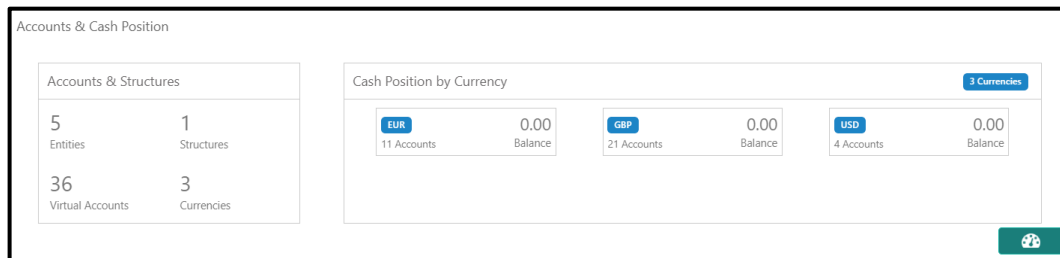 Accounts & Cash Position
Accounts & Structures
5 1
Entities Structures
36 3
Virtual Accounts Currencies
Cash Position by Currency 3 Currencies
EUR 0.00 GBP 0.00 USD 0.00
11 Accounts Balance 21 Accounts Balance 4 Accounts Balance